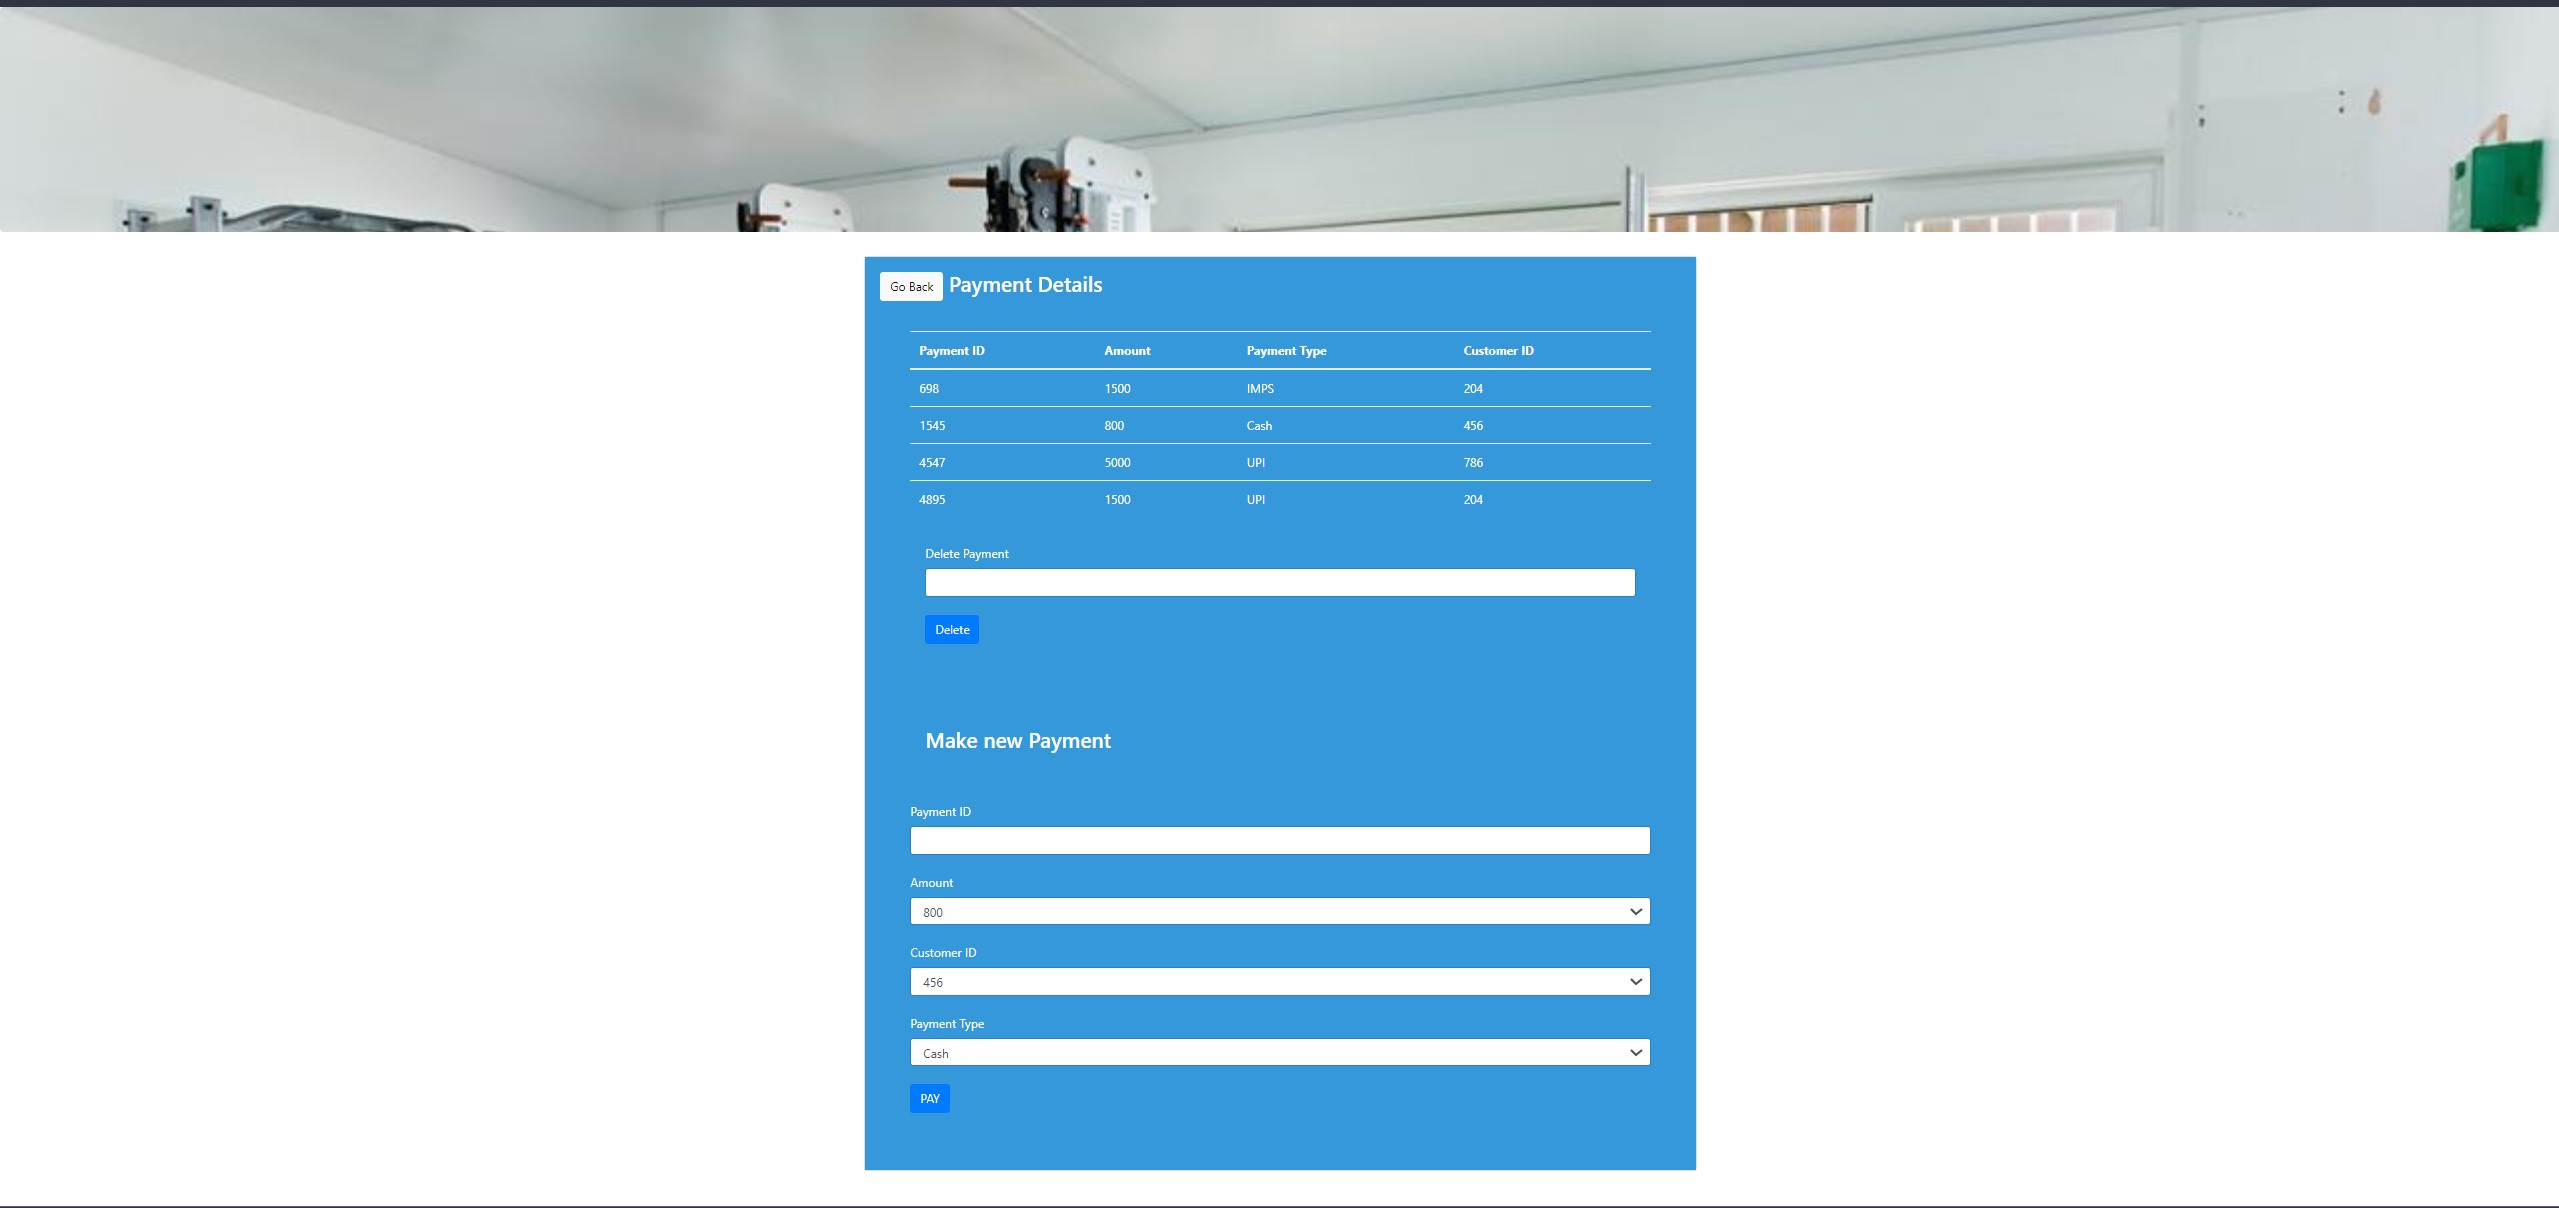 Go Back Payment Details
Payment ID Amount Payment Type Customer ID
698 1500 IMPS 204
1545 800 Cash 456
4547 5000 UPI 786
4895 1500 UPI 204
Delete Payment
Delete
Make new Payment
Payment ID
Amount
800
Customer ID
456
Payment Type
Cash
PAY